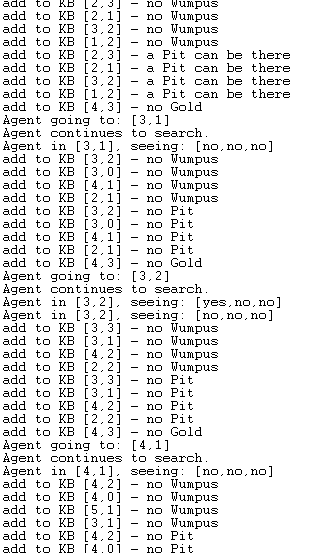 add to KB [2,3] - no Wumpus
add to KB [2,1] - no Wumpus
add to KB [3,2] - no Wumpus
add to KB [1,2] - no Wumpus
add to KB [2,3] - a Pit can be there
add to KB [2,1] - a Pit can be there
add to KB [3,2] - a Pit can be there
add to KB [1,2] - a Pit can be there
add to KB [4,3] - no Gold
Agent going to: [3,1]
Agent continues to search.
Agent in [3,1], seeing: [no,no,no]
add to KB [3,2] - no Wumpus
add to KB [3,0] - no Wumpus
add to KB [4,1] - no Wumpus
add to KB [2,1] - no Wumpus
add to KB [3,2] - no Pit
add to KB [3,0] - no Pit
add to KB [4,1] - no Pit
add to KB [2,1] - no Pit
add to KB [4,3] - no Gold
Agent going to: [3,2]
Agent continues to search.
Agent in [3,2], seeing: [yes,no,no]
Agent in [3,2], seeing: [no,no,no]
add to KB [3,3] - no Wumpus
add to KB [3,1] - no Wumpus
add to KB [4,2] - no Wumpus
add to KB [2,2] - no Wumpus
add to KB [3,3] - no Pit
add to KB [3,1] - no Pit
add to KB [4,2] - no Pit
add to KB [2,2] - no Pit
add to KB [4,3] - no Gold
Agent going to: [4,1]
Agent continues to search.
Agent in [4,1], seeing: [no,no,no]
add to KB [4,2] - no Wumpus
add to KB [4,0] - no Wumpus
add to KB [5,1] - no Wumpus
add to KB [3,1] - no Wumpus
add to KB [4,2] - no Pit
add to KB [4,0] - no Pit